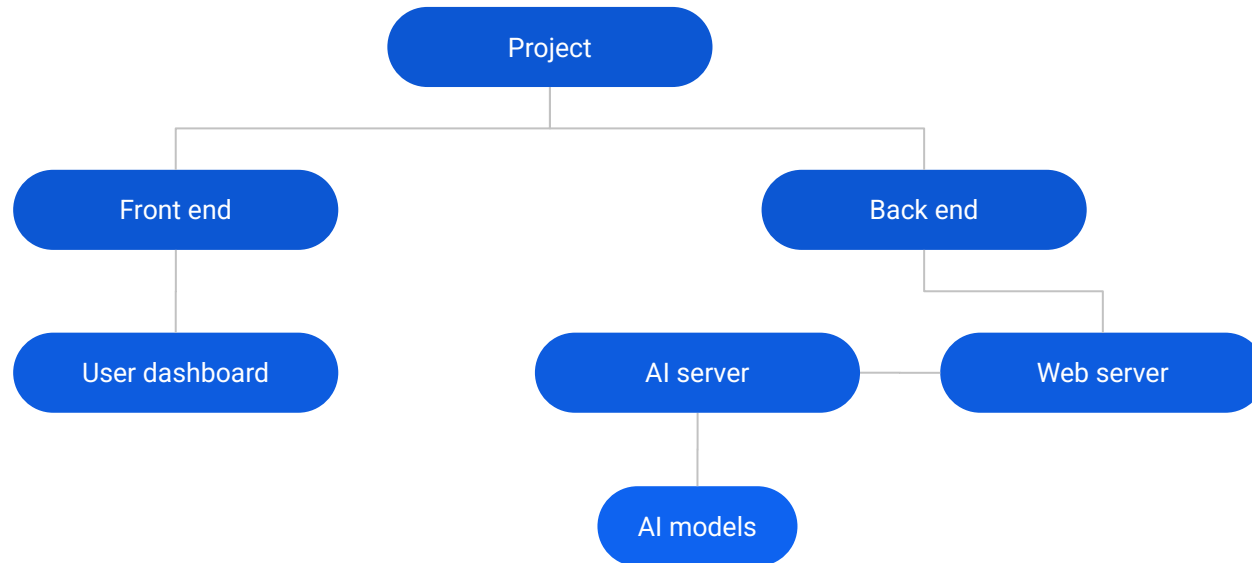 Project
Front end
Back end
User dashboard
AI server
Web server
AI models